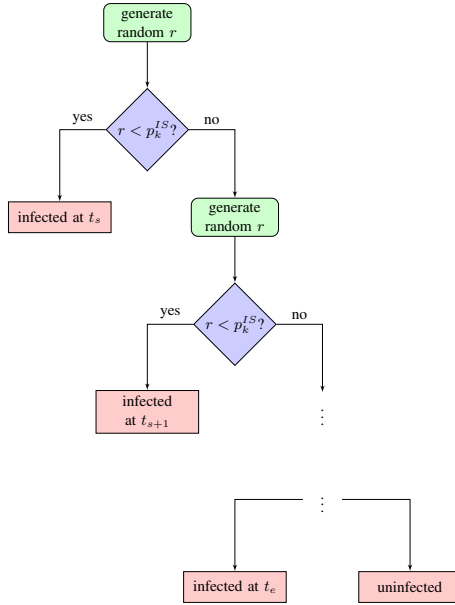 generate
random r
yes
r < p_k^{IS}?
no
infected at t_s
generate
random r
yes
r < p_k^{IS}?
no
infected
at t_{s+1}
⋮
⋮
infected at t_e
uninfected